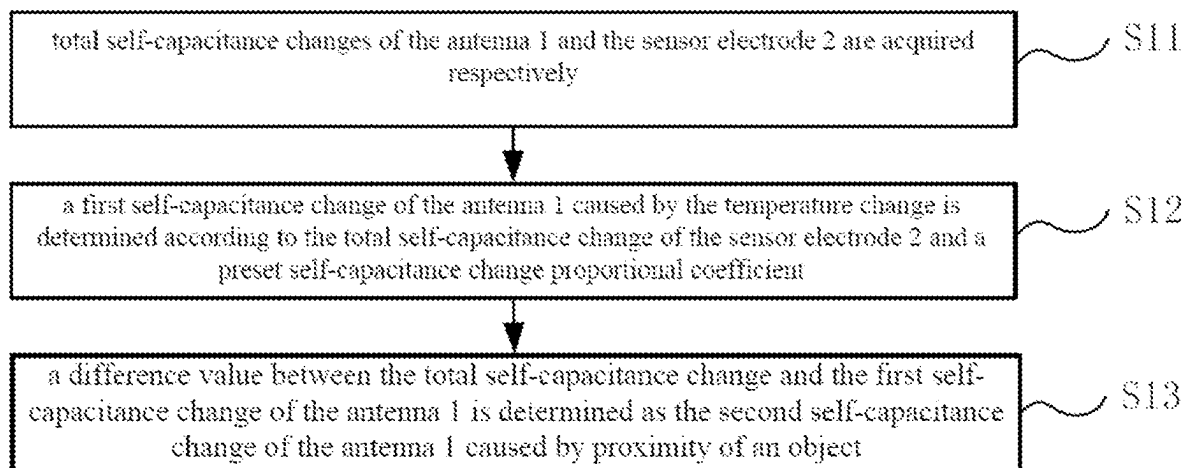 total self-capacitance changes of the antenna 1 and the sensor electrode 2 are acquired
respectively
S11
a first self-capacitance change of the antenna 1 caused by the temperature change is
determined according to the total self-capacitance change of the sensor electrode 2 and a
preset self-capacitance change proportional coefficient
S12
a difference value between the total self-capacitance change and the first self-
capacitance change of the antenna 1 is determined as the second self-capacitance
change of the antenna 1 caused by proximity of an object
S13